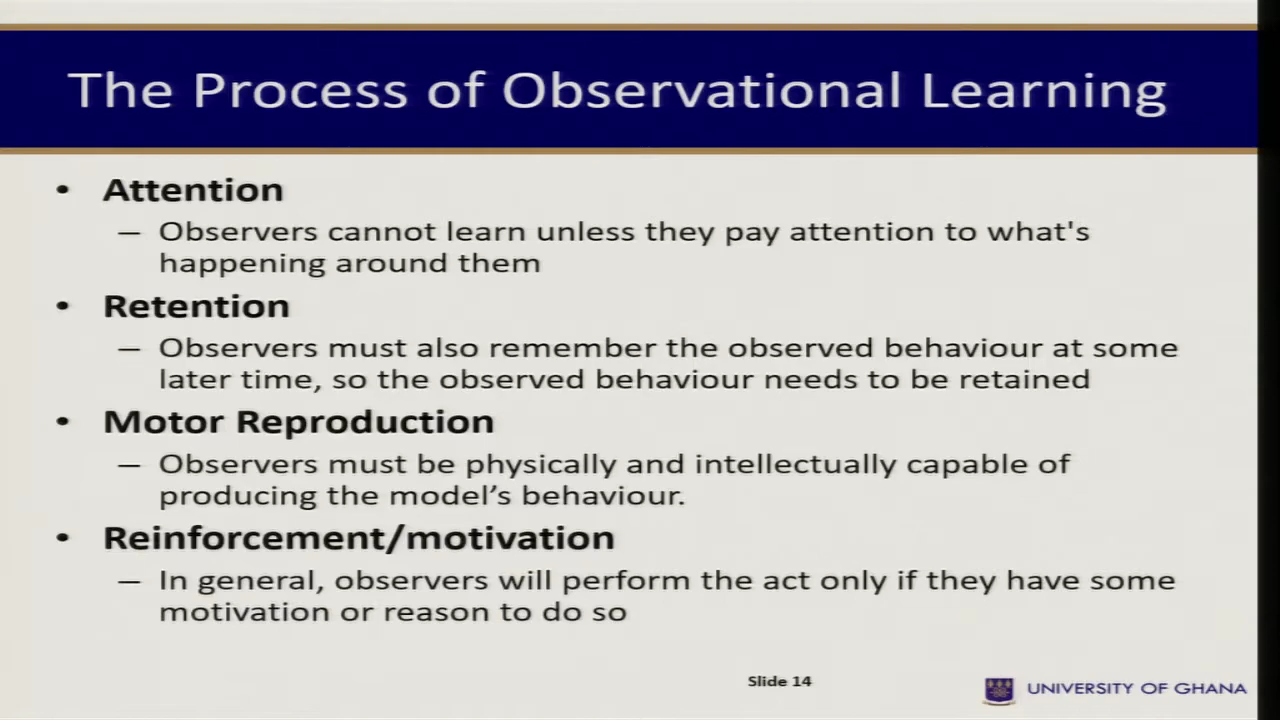 The Process of Observational Learning
• Attention
– Observers cannot learn unless they pay attention to what's
happening around them
• Retention
– Observers must also remember the observed behaviour at some
later time, so the observed behaviour needs to be retained
• Motor Reproduction
– Observers must be physically and intellectually capable of
producing the model’s behaviour.
• Reinforcement/motivation
– In general, observers will perform the act only if they have some
motivation or reason to do so
Slide 14
UNIVERSITY OF GHANA